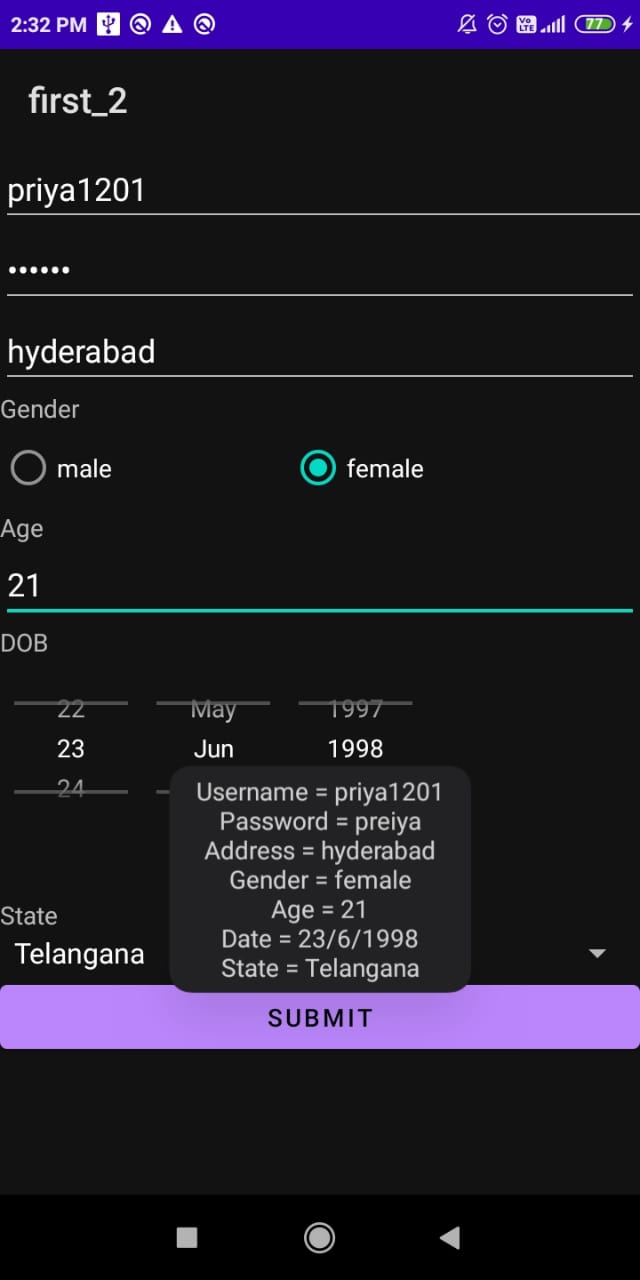 2:32 PM
Vo LTE 77
first_2
priya1201
••••••
hyderabad
Gender
male female
Age
21
DOB
22 May 1997
23 Jun 1998
24
Username = priya1201
Password = preiya
Address = hyderabad
Gender = female
Age = 21
Date = 23/6/1998
State = Telangana
State
Telangana
SUBMIT